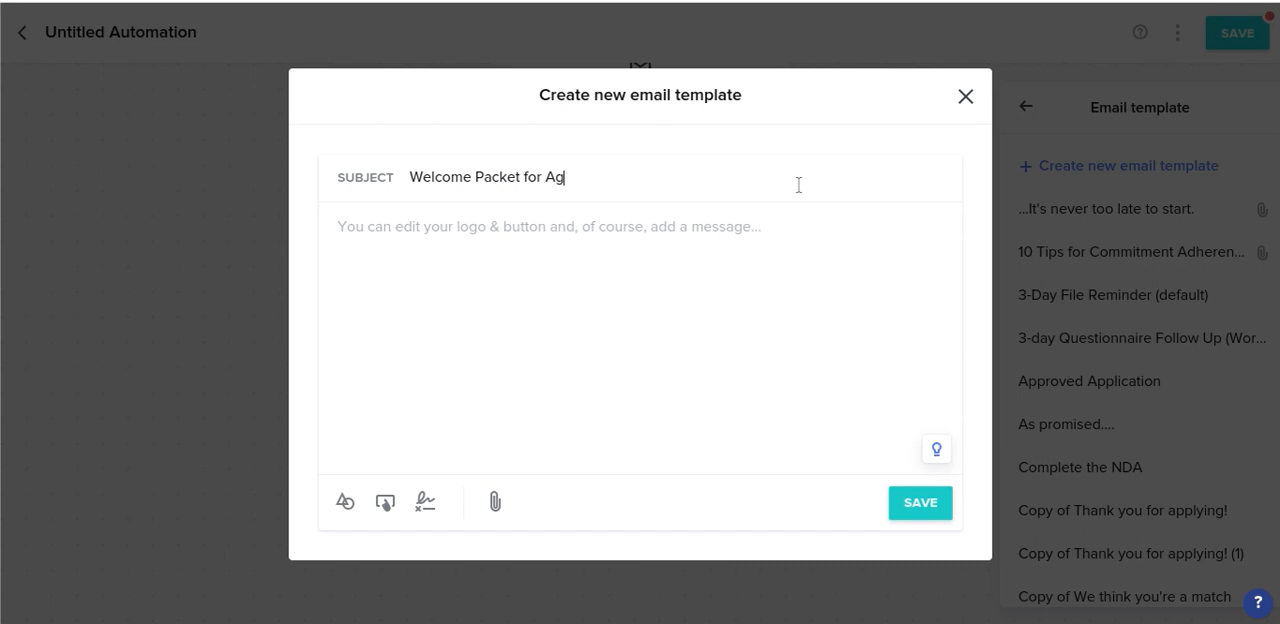 Untitled Automation
SAVE
Create new email template
SUBJECT Welcome Packet for Ag
You can edit your logo & button and, of course, add a message...
SAVE
Email template
+ Create new email template
...It's never too late to start.
10 Tips for Commitment Adheren...
3-Day File Reminder (default)
3-day Questionnaire Follow Up (Wor...
Approved Application
As promised....
Complete the NDA
Copy of Thank you for applying!
Copy of Thank you for applying! (1)
Copy of We think you're a match
?